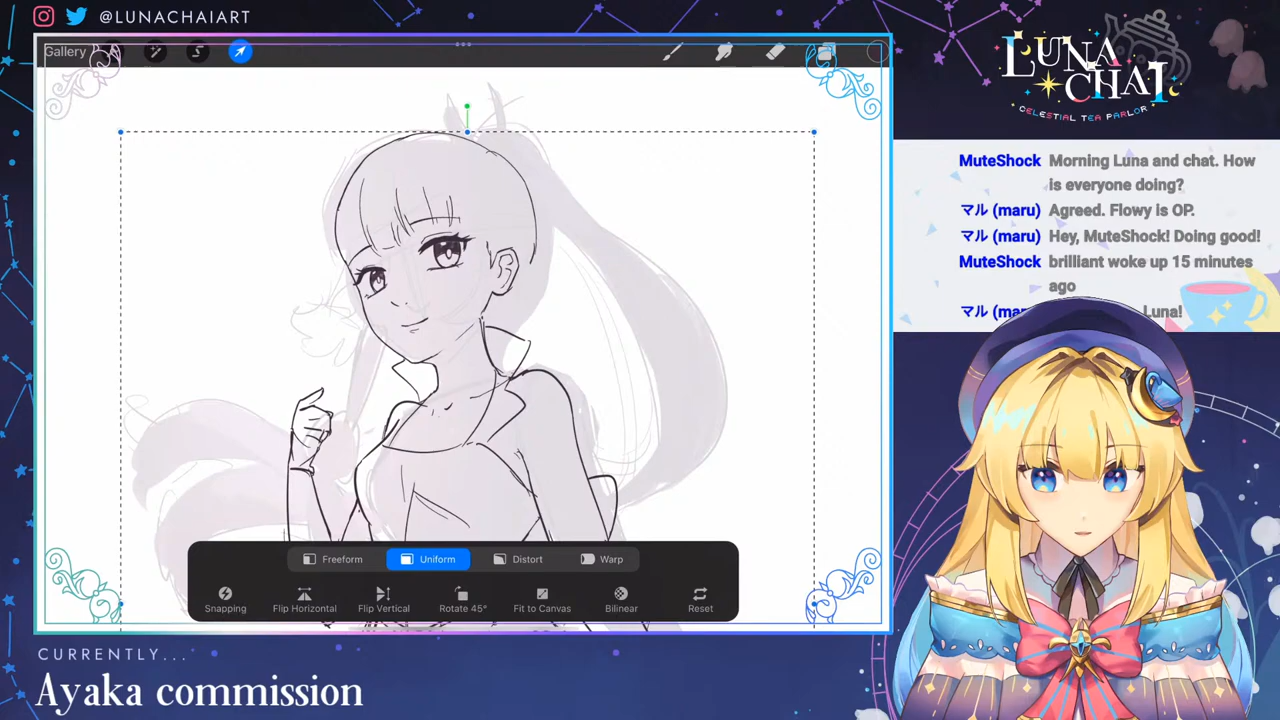 @LUNACHAIART
Gallery
LUNA
CHAI
CELESTIAL TEA PARLOR
MuteShock Morning Luna and chat. How
is everyone doing?
マル (maru) Agreed. Flowy is OP.
マル (maru) Hey, MuteShock! Doing good!
MuteShock brilliant woke up 15 minutes
ago
Luna!
Freeform Uniform Distort Warp
Snapping Flip Horizontal Flip Vertical Rotate 45° Fit to Canvas Bilinear Reset
CURRENTLY...
Ayaka commission